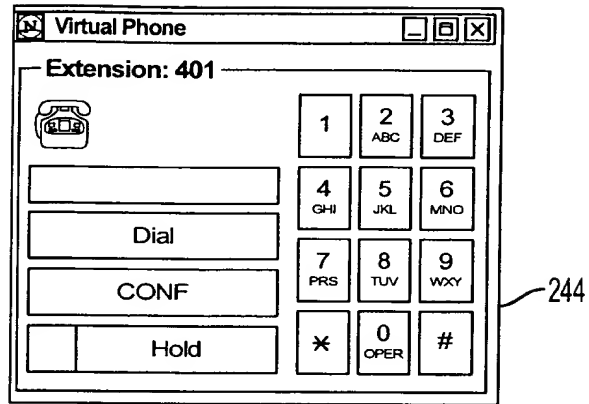 N Virtual Phone
Extension: 401
1
2
ABC
3
DEF
4
GHI
5
JKL
6
MNO
7
PRS
8
TUV
9
WXY
*
0
OPER
#
Dial
CONF
Hold
244